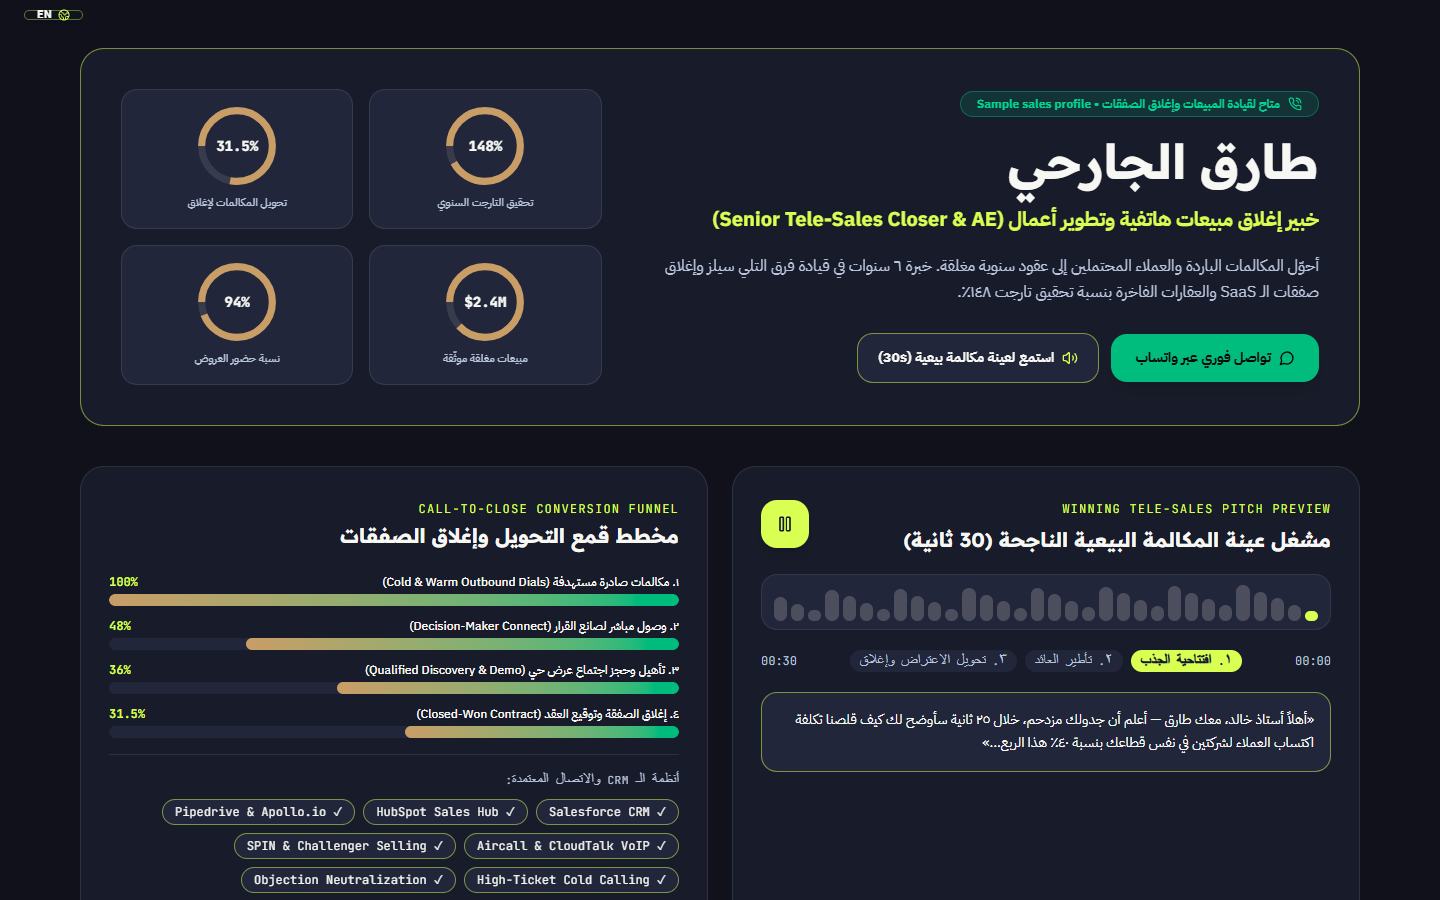 EN
متاح لقيادة المبيعات وإغلاق الصفقات • Sample sales profile
طارق الجارحي
خبير إغلاق مبيعات هاتفية وتطوير أعمال (Senior Tele-Sales Closer & AE)
أحوّل المكالمات الباردة والعملاء المحتملين إلى عقود سنوية مغلقة. خبرة ٦ سنوات في قيادة فرق التلي سيلز وإغلاق
صفقات الـ SaaS والعقارات الفاخرة بنسبة تحقيق تارجت ١٤٨٪.
تواصل فوري عبر واتساب
استمع لعينة مكالمة بيعية (30s)
148%
تحقيق التارجت السنوي
31.5%
تحويل المكالمات لإغلاق
$2.4M
مبيعات مغلقة موثّقة
94%
نسبة حضور العروض
WINNING TELE-SALES PITCH PREVIEW
مشغل عينة المكالمة البيعية الناجحة (30 ثانية)
00:00
١. افتتاحية الجذب
٢. تأطير العائد
٣. تحويل الاعتراض وإغلاق
00:30
«أهلاً أستاذ خالد، معك طارق — أعلم أن جدولك مزدحم، خلال ٢٥ ثانية سأوضح لك كيف قلصنا تكلفة
اكتساب العملاء لشركتين في نفس قطاعك بنسبة ٤٠٪ هذا الربع...»
CALL-TO-CLOSE CONVERSION FUNNEL
مخطط قمع التحويل وإغلاق الصفقات
١. مكالمات صادرة مستهدفة (Cold & Warm Outbound Dials)
100%
٢. وصول مباشر لصانع القرار (Decision-Maker Connect)
48%
٣. تأهيل وحجز اجتماع عرض حي (Qualified Discovery & Demo)
36%
٤. إغلاق الصفقة وتوقيع العقد (Closed-Won Contract)
31.5%
أنظمة الـ CRM والاتصال المعتمدة:
✓ Salesforce CRM
✓ HubSpot Sales Hub
✓ Pipedrive & Apollo.io
✓ Aircall & CloudTalk VoIP
✓ SPIN & Challenger Selling
✓ High-Ticket Cold Calling
✓ Objection Neutralization